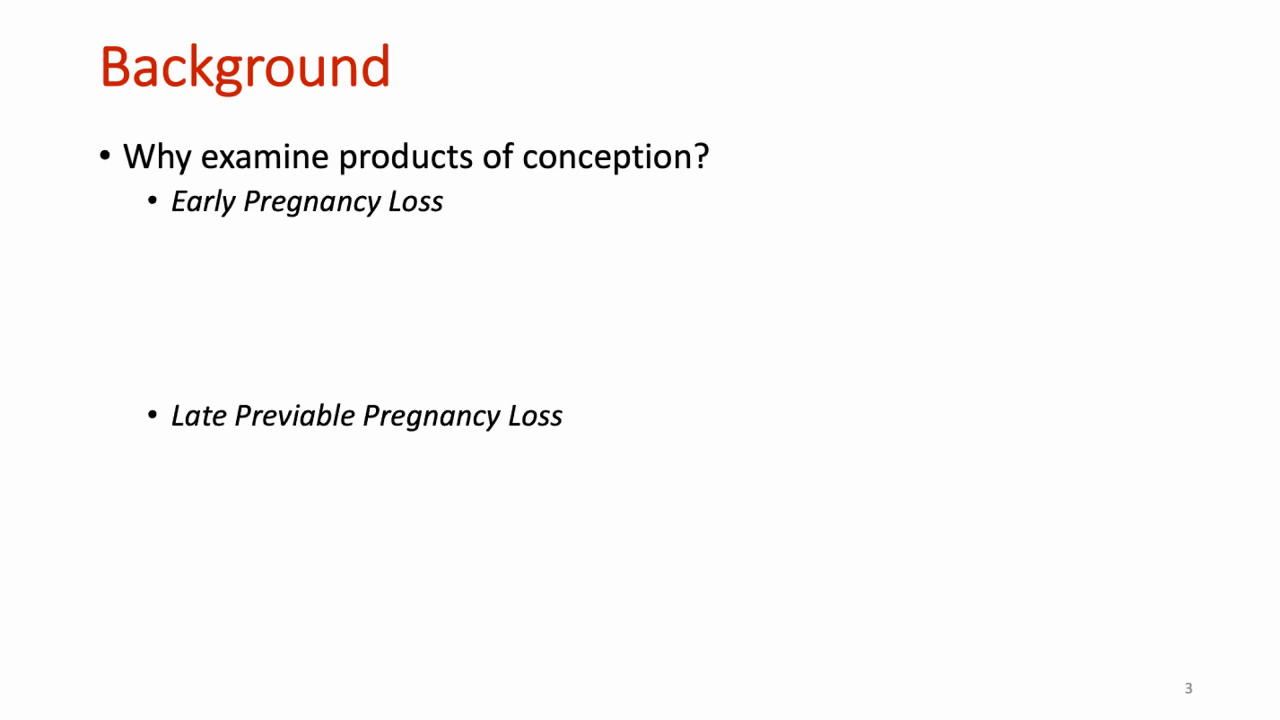 Background
• Why examine products of conception?
• Early Pregnancy Loss
• Late Previable Pregnancy Loss
3